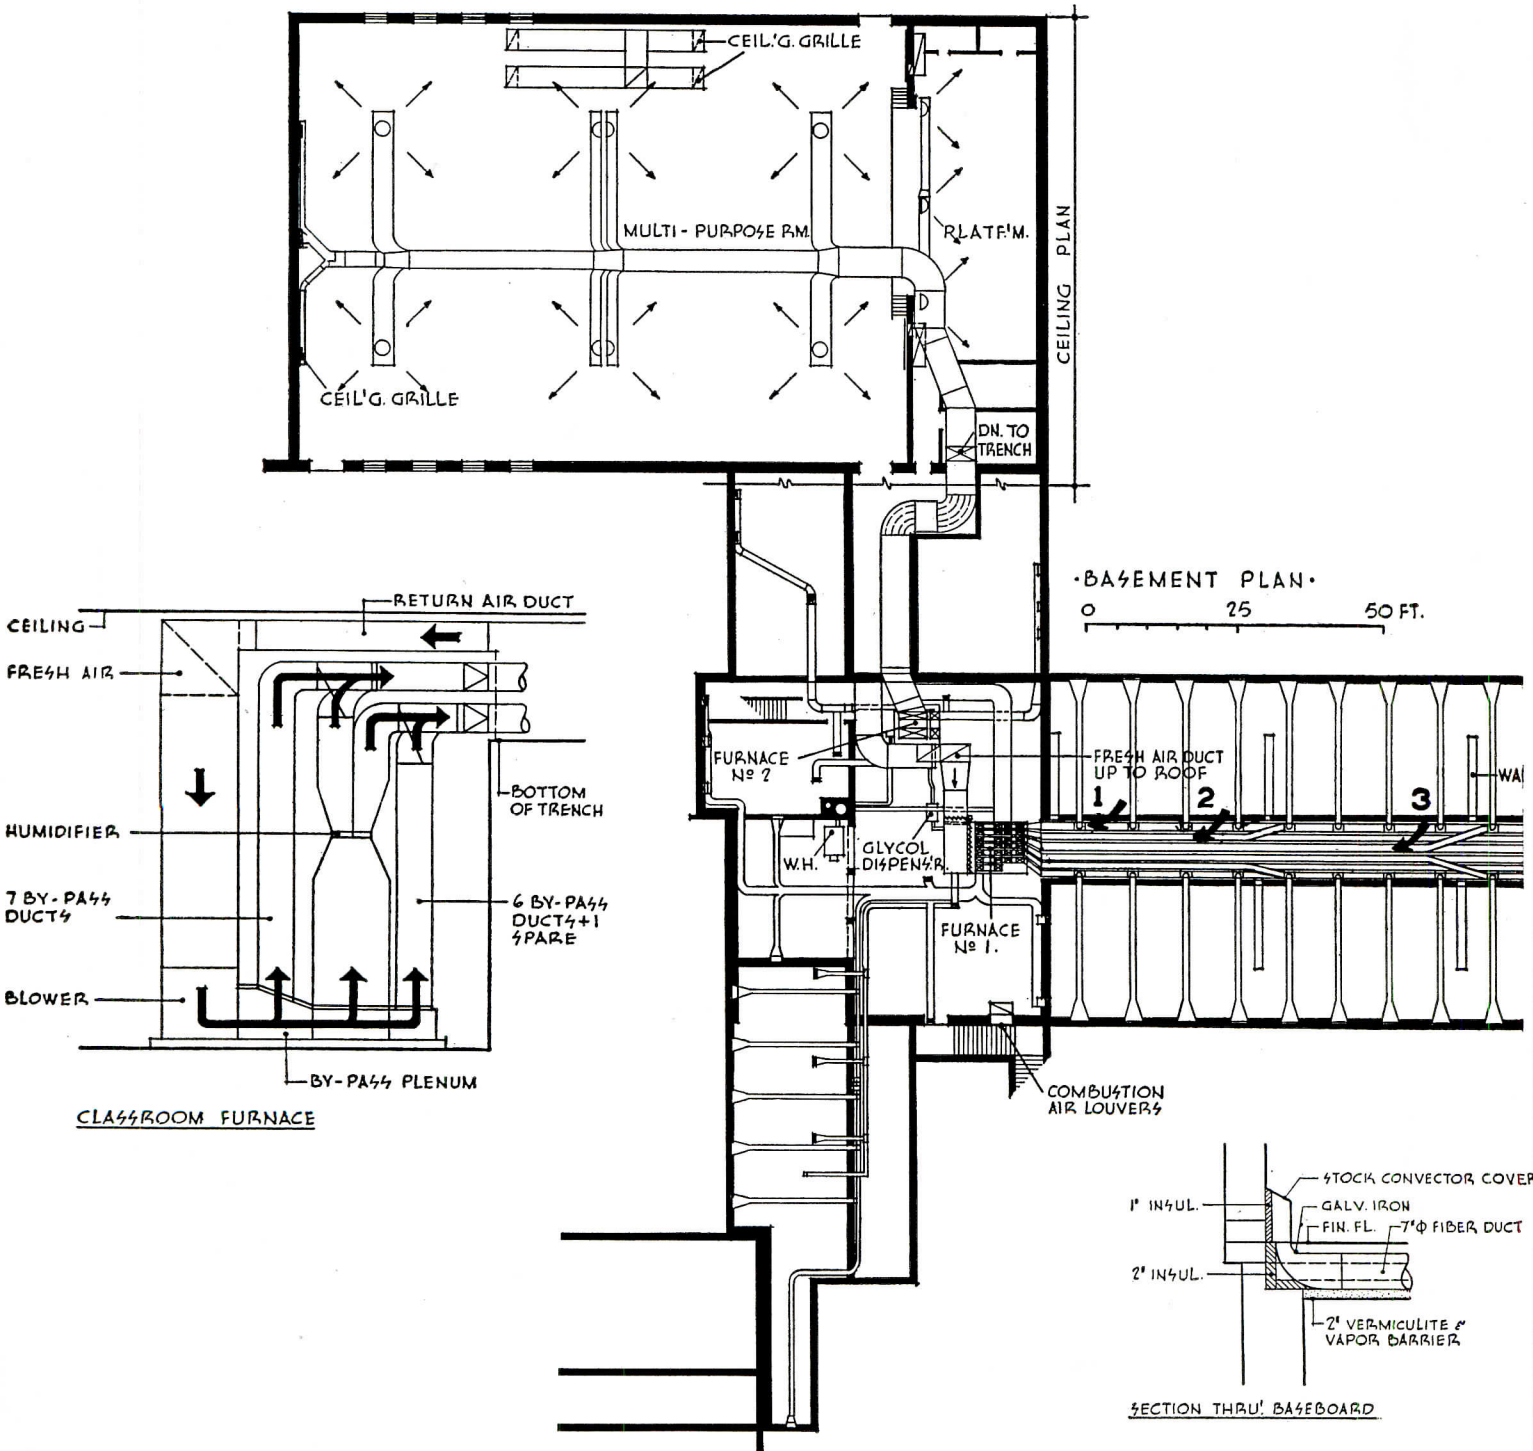 CEIL'G. GRILLE
MULTI - PURPOSE RM.
RLATF'M.
CEILING PLAN
CEIL'G. GRILLE
DN. TO
TRENCH
·BASEMENT PLAN·
0 25 50 FT.
RETURN AIR DUCT
CEILING
FRESH AIR
BOTTOM
OF TRENCH
HUMIDIFIER
7 BY-PASS
DUCTS
6 BY-PASS
DUCTS + 1
SPARE
BLOWER
BY-PASS PLENUM
CLASSROOM FURNACE
FURNACE
Nº 2
FRESH AIR DUCT
UP TO ROOF
1 2 3
W.H.
GLYCOL
DISPENS'R.
FURNACE
Nº 1.
COMBUSTION
AIR LOUVERS
STOCK CONVECTOR COVER
1" INSUL.
GALV. IRON
FIN. FL.
7"Φ FIBER DUCT
2" INSUL.
2" VERMICULITE &
VAPOR BARRIER
SECTION THRU! BASEBOARD